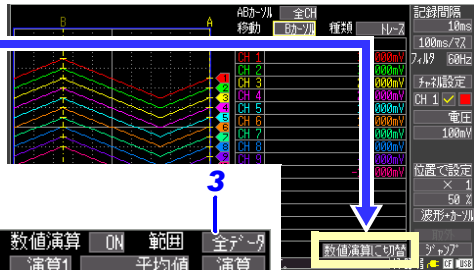 B A
ABカーソル 全CH
移動 Bカーソル 種類 トレース
CH 1 000mV
CH 2 000mV
CH 3 000mV
CH 4 000mV
CH 5 000mV
CH 6 000mV
CH 7 000mV
CH 8 000mV
CH 9 000mV
000mV
記録間隔
10ms
100ms/マス
フィルタ 60Hz
チャネル設定
CH 1
電圧
100mV
位置で設定
× 1
50 %
波形+カーソル
ジャンプ
CF USB
数値演算に切替
3
数値演算 ON 範囲 全データ
演算1 平均値 演算